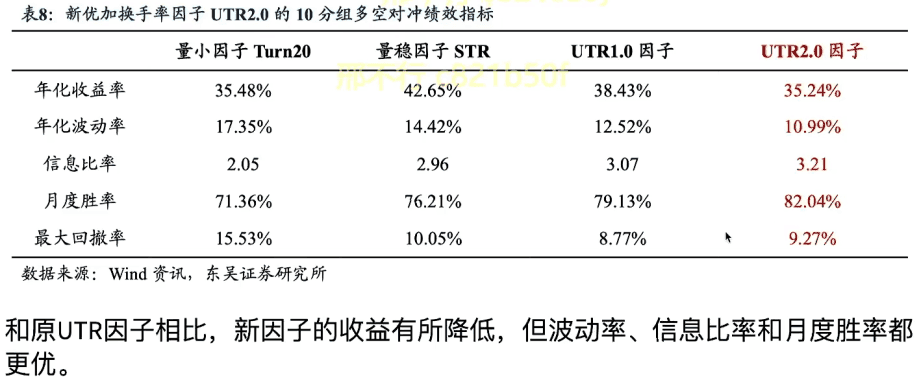 表8：新优加换手率因子 UTR2.0 的 10 分组多空对冲绩效指标
量小因子 Turn20 量稳因子 STR UTR1.0 因子 UTR2.0 因子
年化收益率 35.48% 42.65% 38.43% 35.24%
年化波动率 17.35% 14.42% 12.52% 10.99%
信息比率 2.05 2.96 3.07 3.21
月度胜率 71.36% 76.21% 79.13% 82.04%
最大回撤率 15.53% 10.05% 8.77% 9.27%
数据来源：Wind 资讯，东吴证券研究所
和原UTR因子相比，新因子的收益有所降低，但波动率、信息比率和月度胜率都
更优。